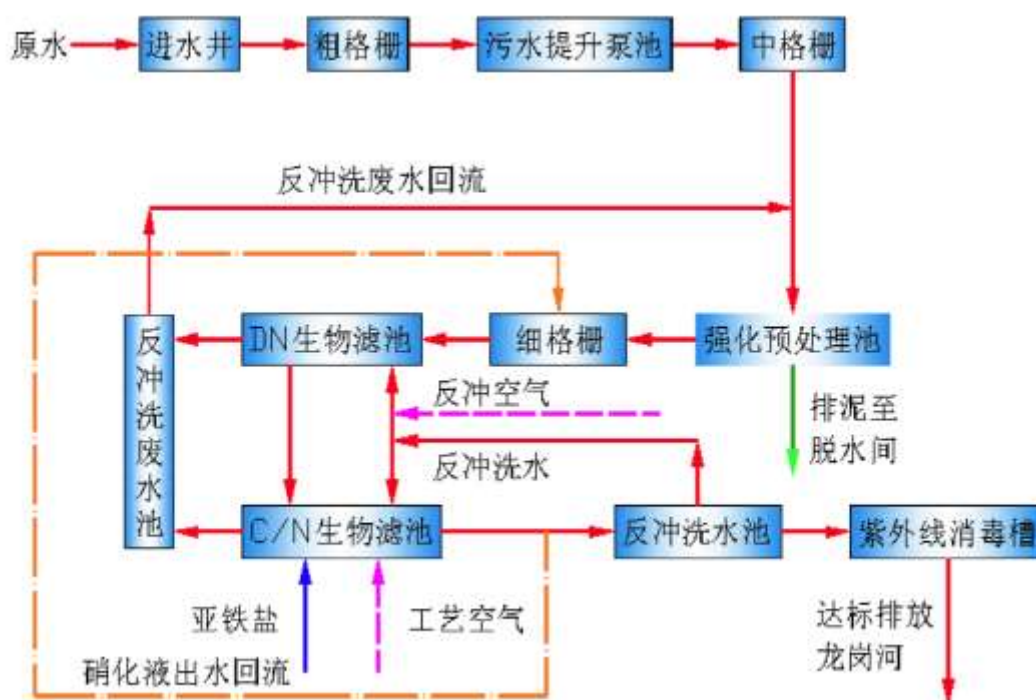 原水
进水井
粗格栅
污水提升泵池
中格栅
反冲洗废水回流
反冲洗废水池
DN生物滤池
细格栅
强化预处理池
反冲空气
排泥至
脱水间
反冲洗水
C/N生物滤池
反冲洗水池
紫外线消毒槽
亚铁盐
工艺空气
硝化液出水回流
达标排放
龙岗河